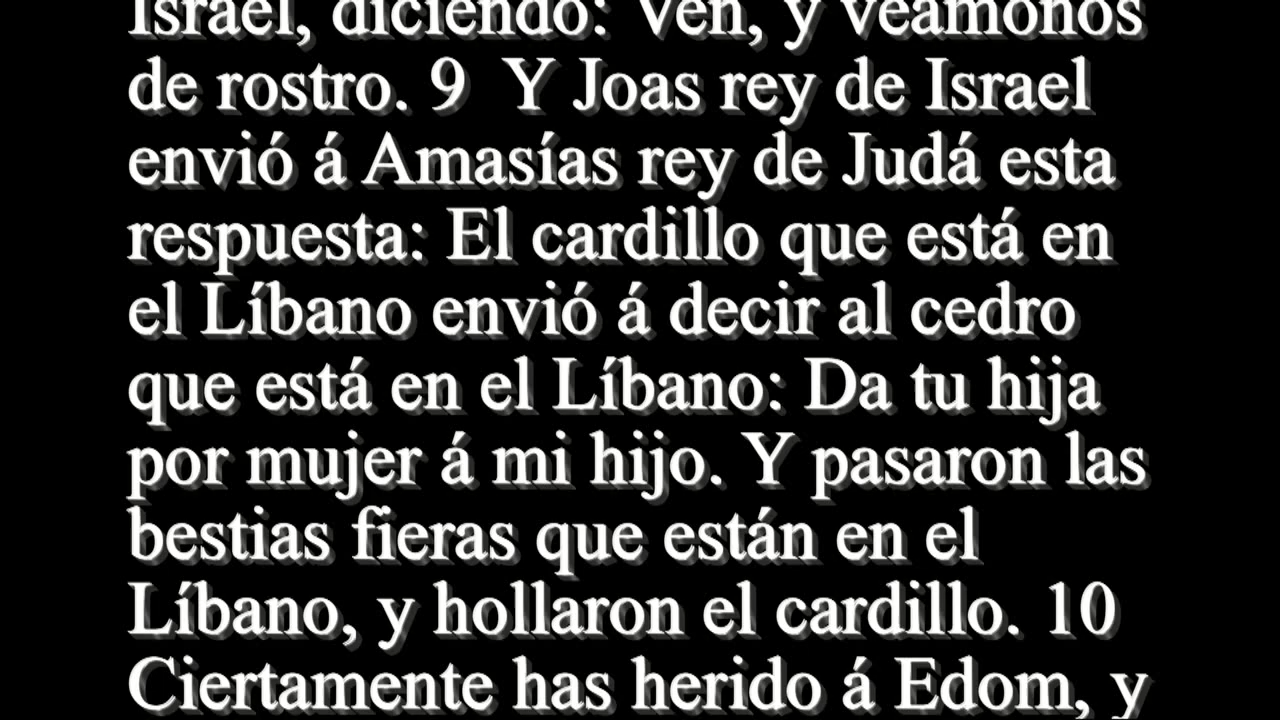 Israel, diciendo: Ven, y veámonos
de rostro. 9  Y Joas rey de Israel
envió á Amasías rey de Judá esta
respuesta: El cardillo que está en
el Líbano envió á decir al cedro
que está en el Líbano: Da tu hija
por mujer á mi hijo. Y pasaron las
bestias fieras que están en el
Líbano, y hollaron el cardillo. 10
Ciertamente has herido á Edom, y